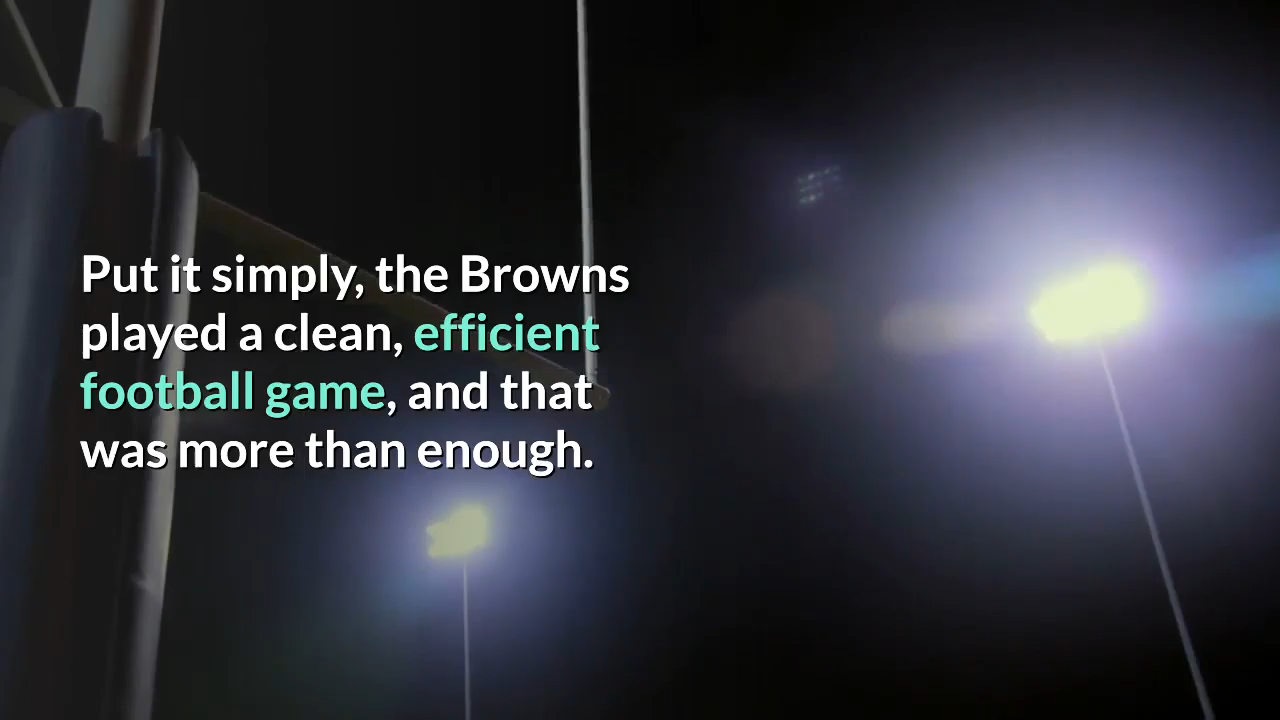 Put it simply, the Browns
played a clean, efficient
football game, and that
was more than enough.